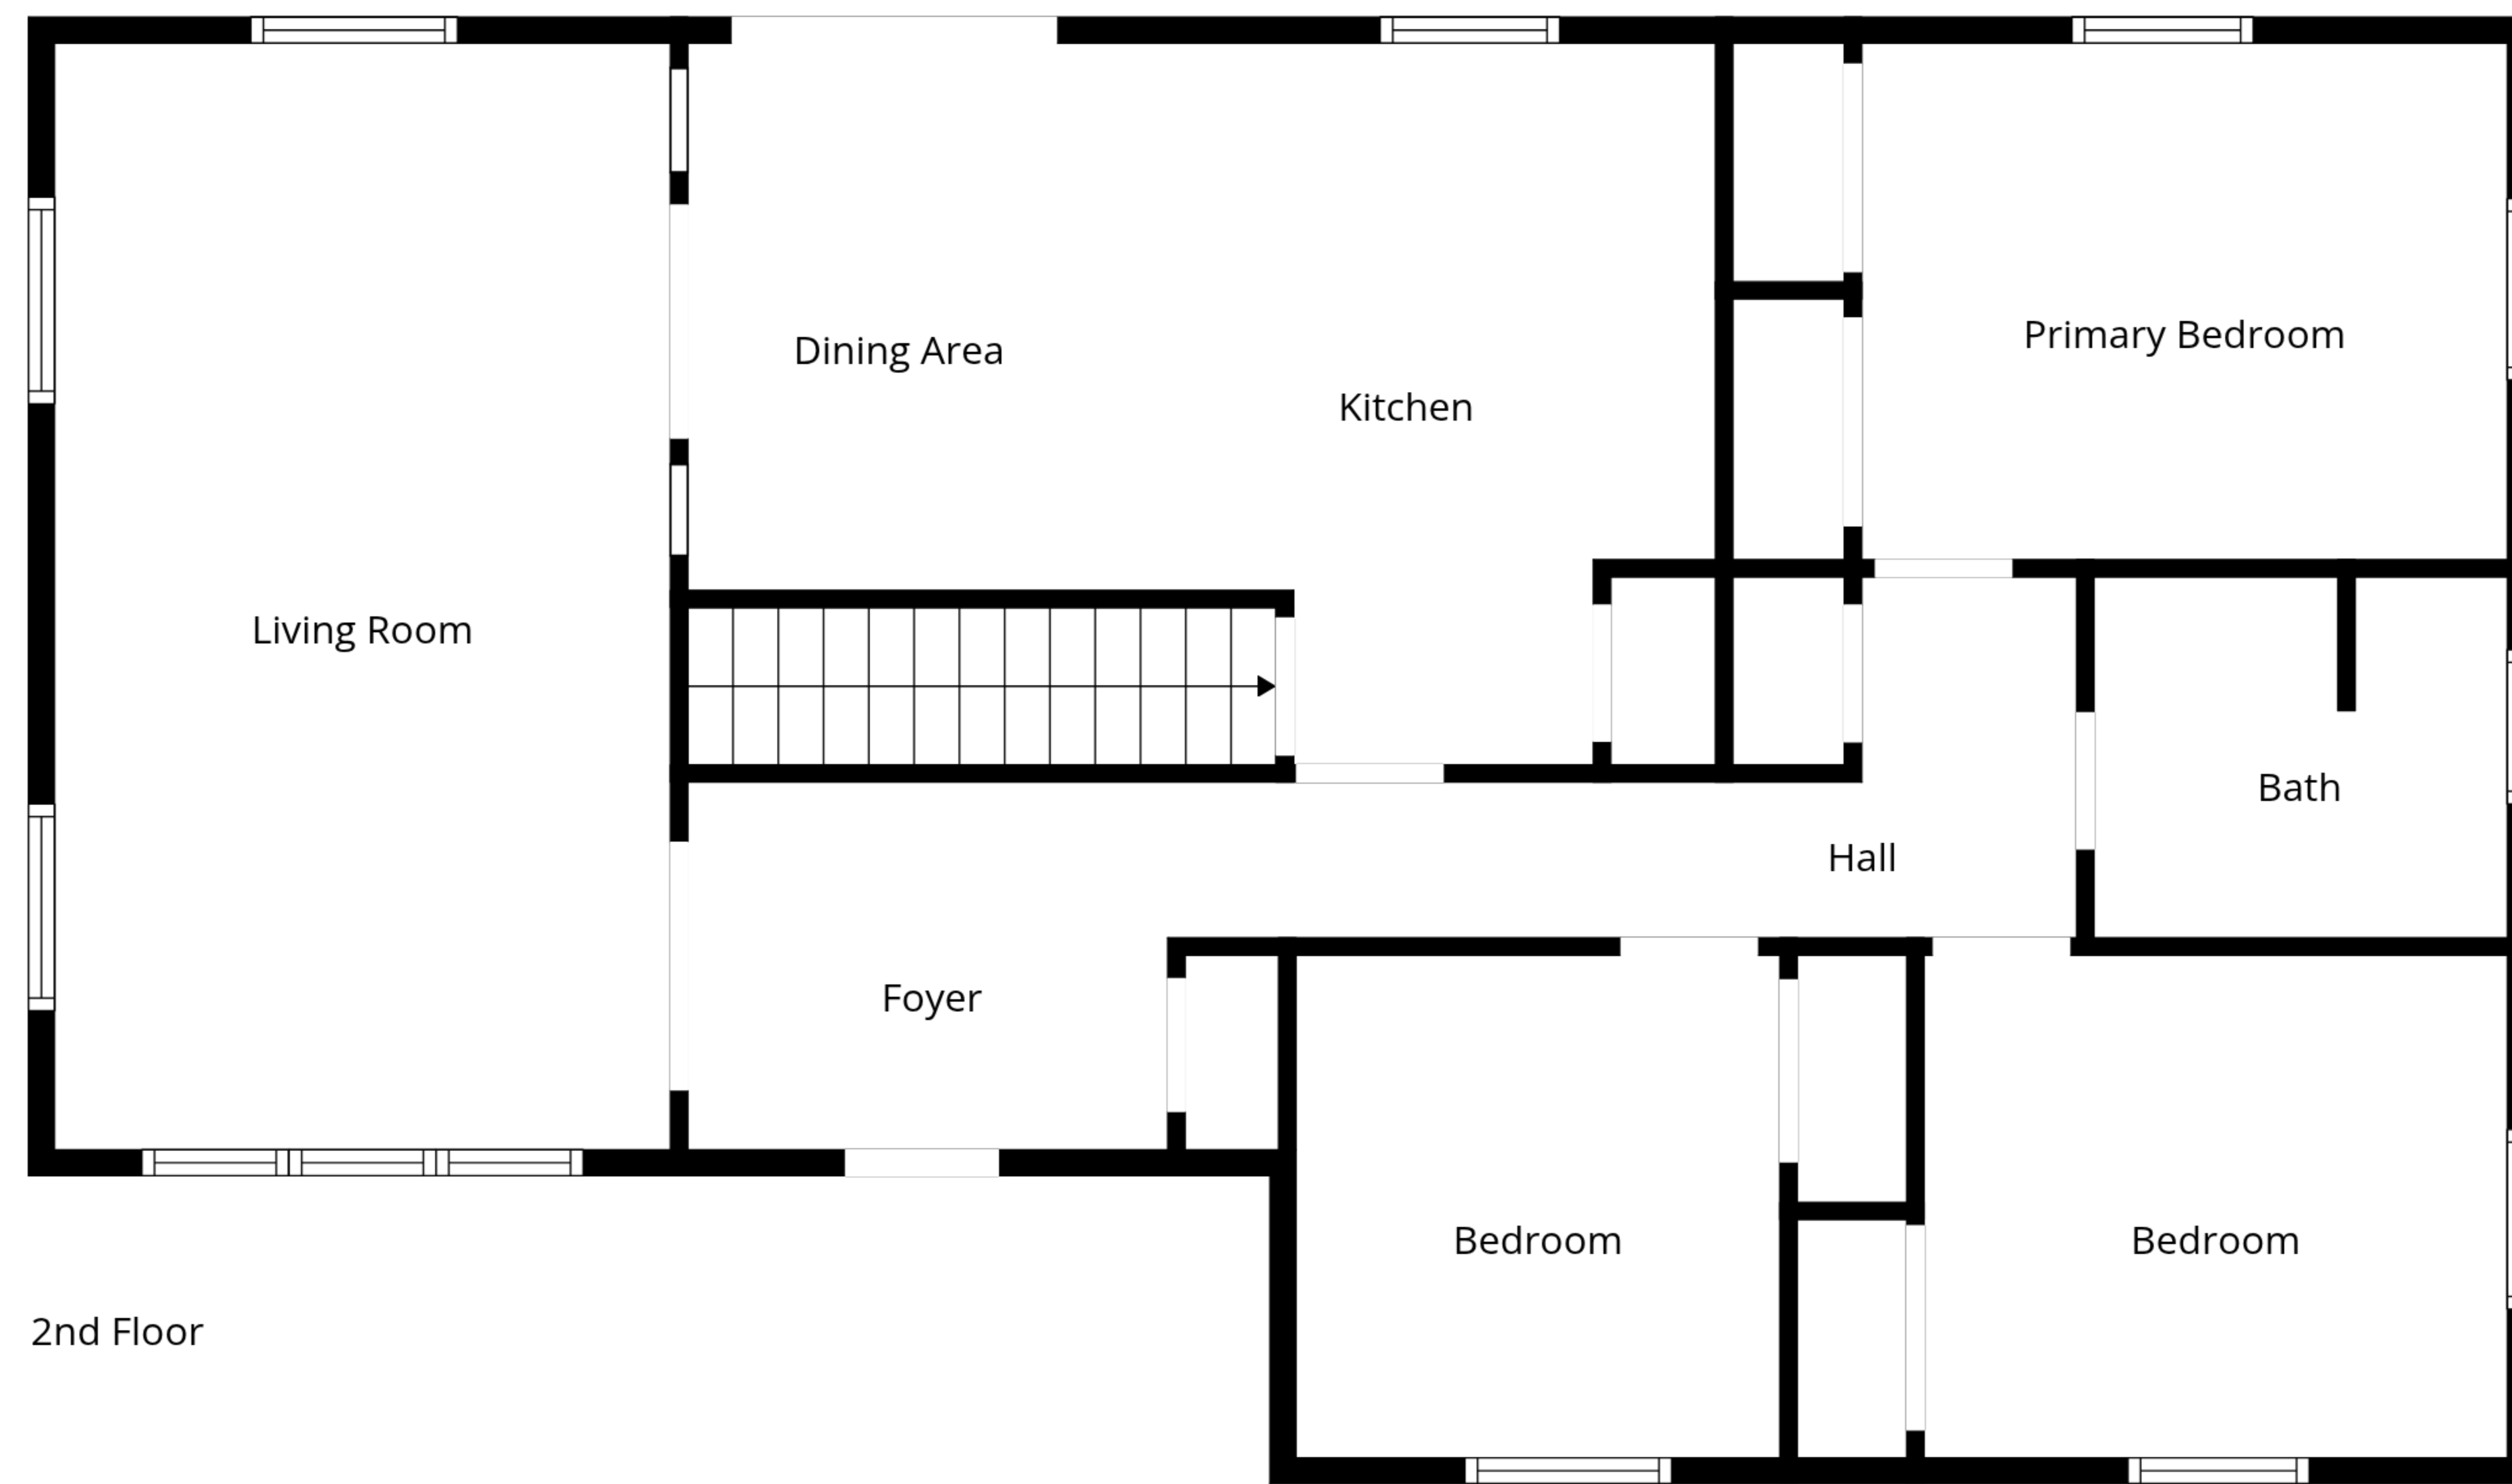 Primary Bedroom
Dining Area
Kitchen
Living Room
Bath
Hall
Foyer
Bedroom
Bedroom
2nd Floor